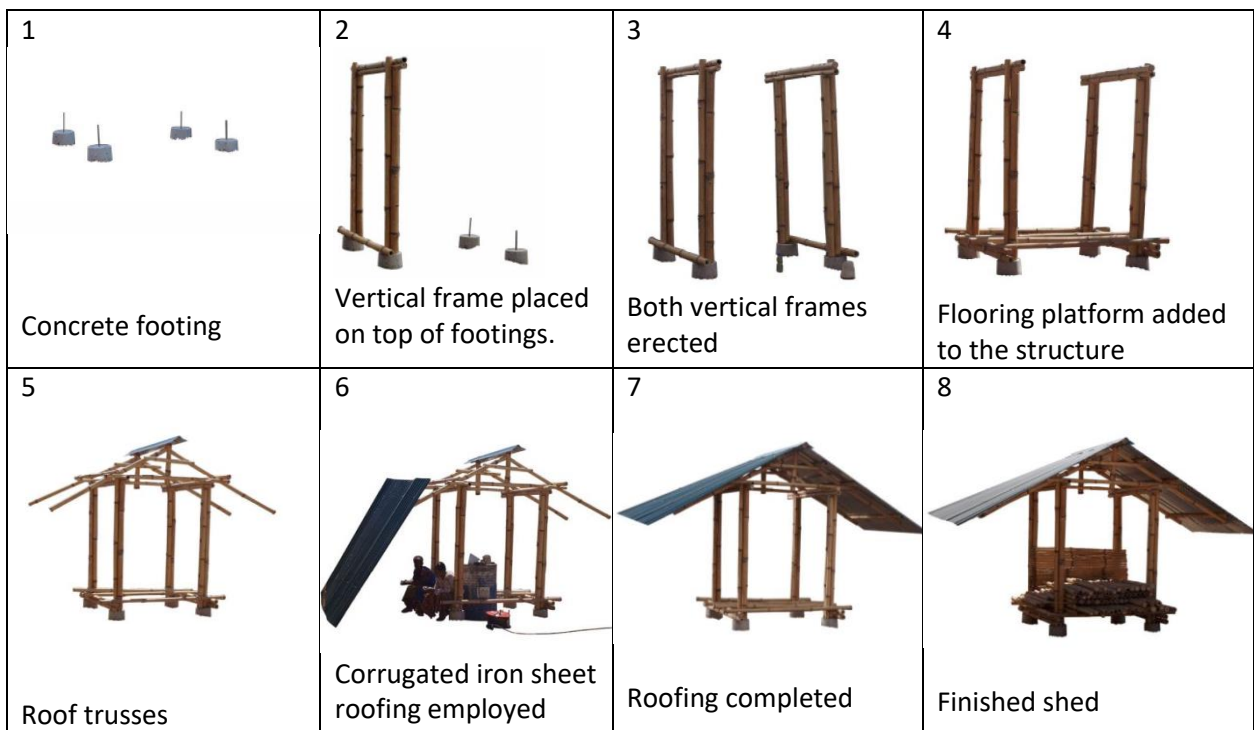 1
Concrete footing
2
Vertical frame placed
on top of footings.
3
Both vertical frames
erected
4
Flooring platform added
to the structure
5
Roof trusses
6
Corrugated iron sheet
roofing employed
7
Roofing completed
8
Finished shed